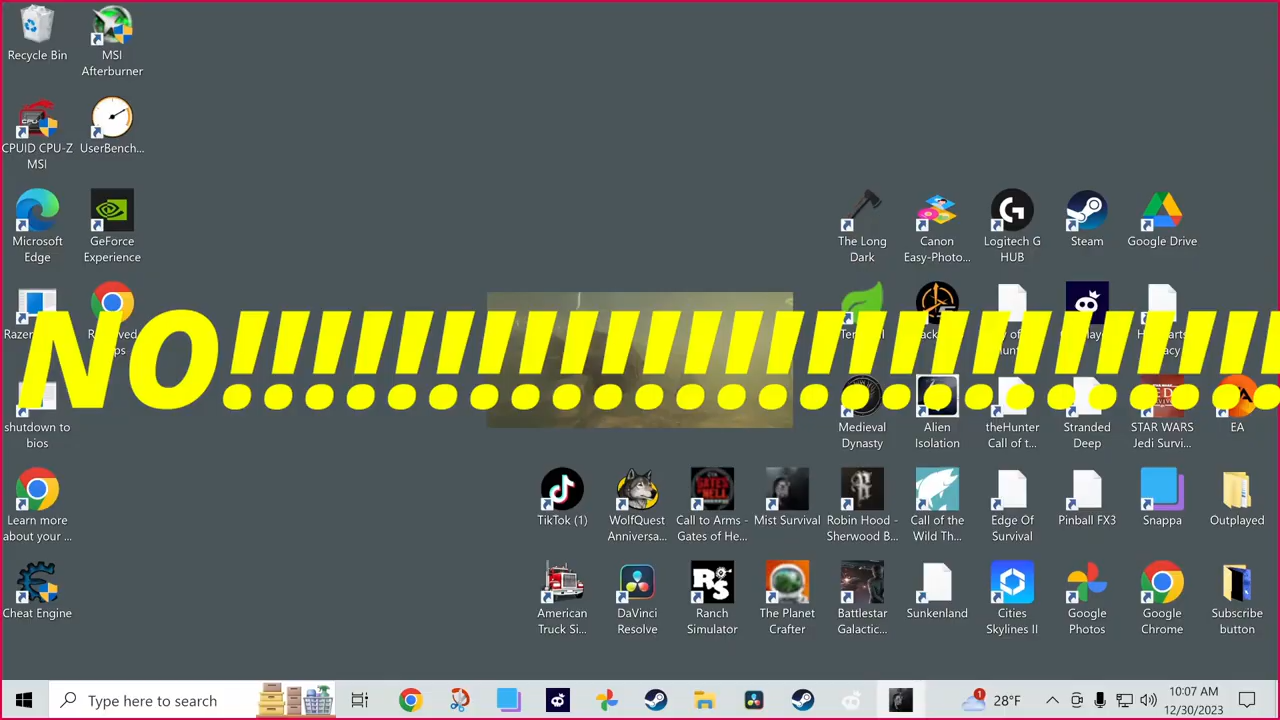 Recycle Bin
MSI
Afterburner
CPUID CPU-Z
MSI
UserBench...
Microsoft
Edge
GeForce
Experience
The Long
Dark
Canon
Easy-Photo...
Logitech G
HUB
Steam
Google Drive
NO!!!!!!!!!!!!!!!!!!!!!!!!!!
shutdown to
bios
Medieval
Dynasty
Alien
Isolation
theHunter
Call of t...
Stranded
Deep
STAR WARS
Jedi Survi...
EA
Learn more
about your ...
TikTok (1)
WolfQuest
Anniversa...
Call to Arms -
Gates of He...
Mist Survival
Robin Hood -
Sherwood B...
Call of the
Wild Th...
Edge Of
Survival
Pinball FX3
Snappa
Outplayed
Cheat Engine
American
Truck Si...
DaVinci
Resolve
Ranch
Simulator
The Planet
Crafter
Battlestar
Galactic...
Sunkenland
Cities
Skylines II
Google
Photos
Google
Chrome
Subscribe
button
Type here to search
1
28°F
10:07 AM
12/30/2023